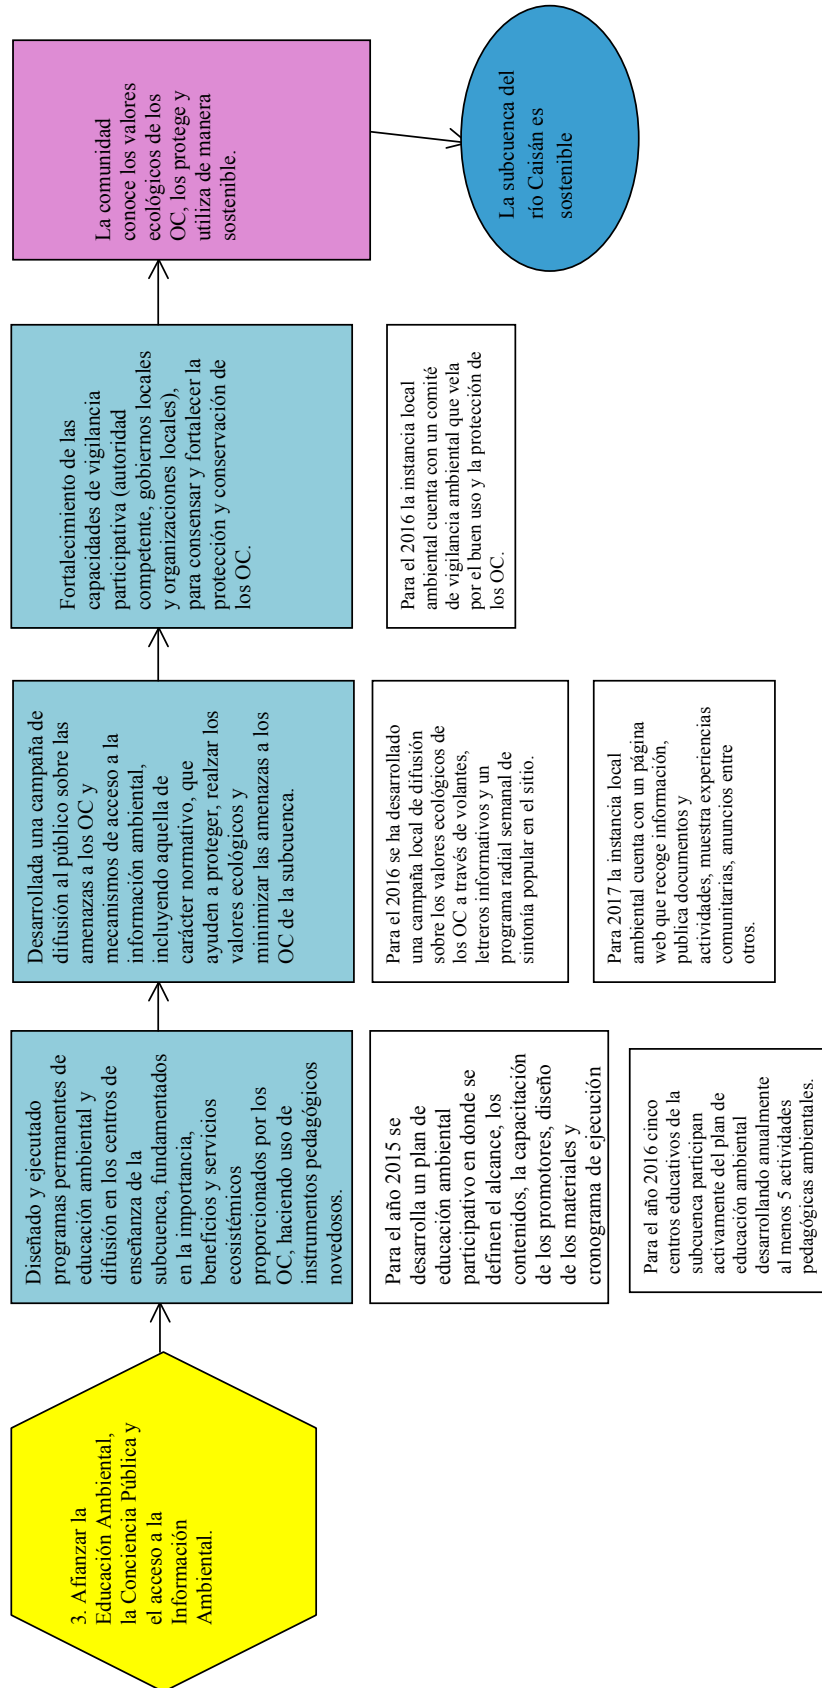 3. Afianzar la
Educación Ambiental,
la Conciencia Pública y
el acceso a la
Información
Ambiental.
Diseñado y ejecutado
programas permanentes de
educación ambiental y
difusión en los centros de
enseñanza de la
subcuenca, fundamentados
en la importancia,
beneficios y servicios
ecosistémicos
proporcionados por los
OC, haciendo uso de
instrumentos pedagógicos
novedosos.
Para el año 2015 se
desarrolla un plan de
educación ambiental
participativo en donde se
definen el alcance, los
contenidos, la capacitación
de los promotores, diseño
de los materiales y
cronograma de ejecución
Para el año 2016 cinco
centros educativos de la
subcuenca participan
activamente del plan de
educación ambiental
desarrollando anualmente
al menos 5 actividades
pedagógicas ambientales.
Desarrollada una campaña de
difusión al público sobre las
amenazas a los OC y
mecanismos de acceso a la
información ambiental,
incluyendo aquella de
carácter normativo, que
ayuden a proteger, realzar los
valores ecológicos y
minimizar las amenazas a los
OC de la subcuenca.
Para el 2016 se ha desarrollado
una campaña local de difusión
sobre los valores ecológicos de
los OC a través de volantes,
letreros informativos y un
programa radial semanal de
sintonía popular en el sitio.
Para 2017 la instancia local
ambiental cuenta con un página
web que recoge información,
publica documentos y
actividades, muestra experiencias
comunitarias, anuncios entre
otros.
Fortalecimiento de las
capacidades de vigilancia
participativa (autoridad
competente, gobiernos locales
y organizaciones locales),
para consensar y fortalecer la
protección y conservación de
los OC.
Para el 2016 la instancia local
ambiental cuenta con un comité
de vigilancia ambiental que vela
por el buen uso y la protección de
los OC.
La comunidad
conoce los valores
ecológicos de los
OC, los protege y
utiliza de manera
sostenible.
La subcuenca del
río Caisán es
sostenible